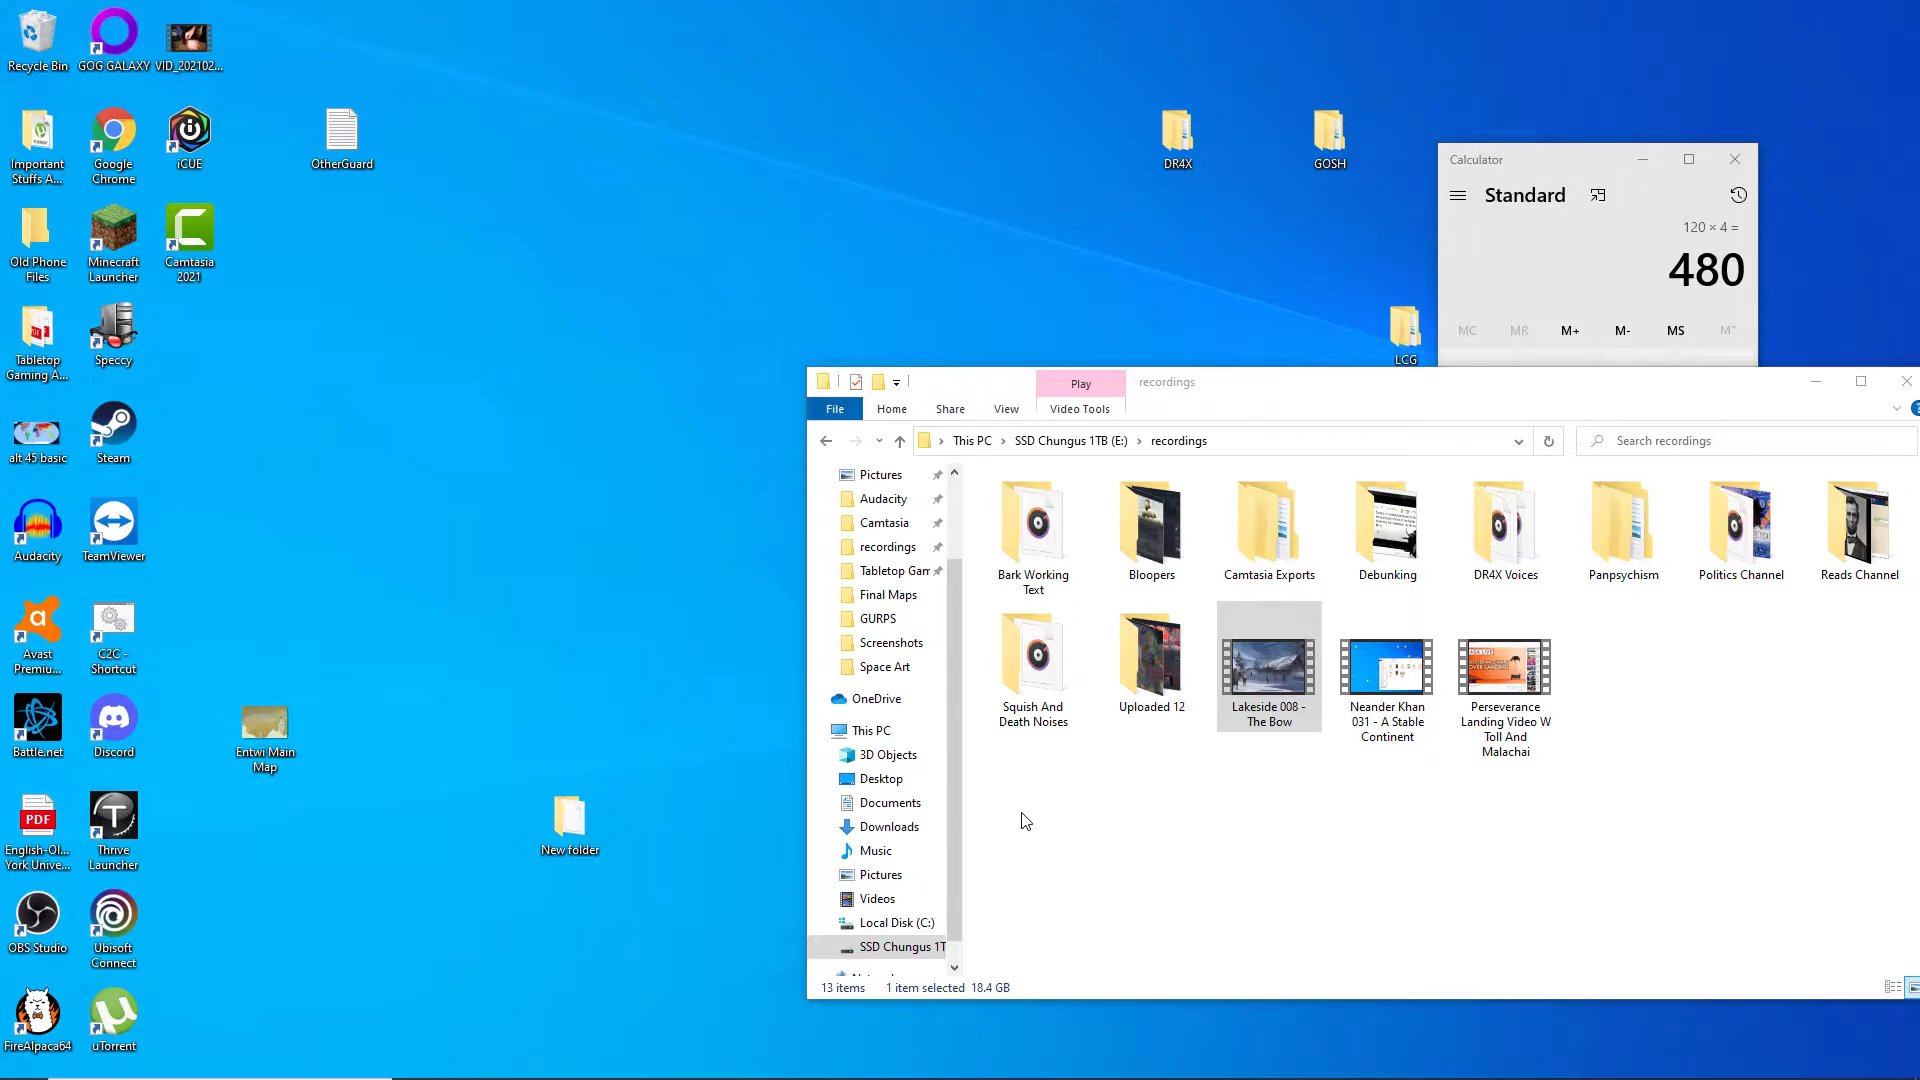 Recycle Bin
GOG GALAXY
VID_202102...
Important
Stuffs A...
Google
Chrome
iCUE
OtherGuard
DR4X
GOSH
Old Phone
Files
Minecraft
Launcher
Camtasia
2021
Tabletop
Gaming A...
Speccy
LCG
alt 45 basic
Steam
Audacity
TeamViewer
Avast
Premiu...
C2C -
Shortcut
Battle.net
Discord
Entwi Main
Map
PDF
English-Ol...
York Unive...
Thrive
Launcher
New folder
OBS Studio
Ubisoft
Connect
FireAlpaca64
uTorrent
Calculator
Standard
120 × 4 =
480
MC
MR
M+
M-
MS
Play
recordings
File
Home
Share
View
Video Tools
This PC
SSD Chungus 1TB (E:)
recordings
Search recordings
Pictures
Audacity
Camtasia
recordings
Tabletop Gam
Final Maps
GURPS
Screenshots
Space Art
OneDrive
This PC
3D Objects
Desktop
Documents
Downloads
Music
Pictures
Videos
Local Disk (C:)
SSD Chungus 1T
Bark Working
Text
Bloopers
Camtasia Exports
Debunking
DR4X Voices
Panpsychism
Politics Channel
Reads Channel
Squish And
Death Noises
Uploaded 12
Lakeside 008 -
The Bow
Neander Khan
031 - A Stable
Continent
Perseverance
Landing Video W
Toll And
Malachai
13 items
1 item selected
18.4 GB